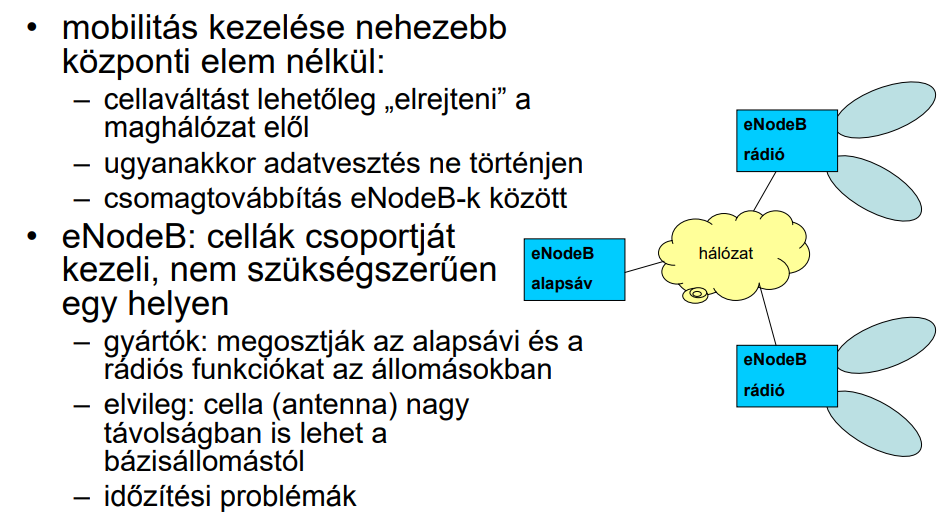 • mobilitás kezelése nehezebb
központi elem nélkül:
– cellaváltást lehetőleg „elrejteni” a
maghálózat elől
– ugyanakkor adatvesztés ne történjen
– csomagtovábbítás eNodeB-k között
• eNodeB: cellák csoportját
kezeli, nem szükségszerűen
egy helyen
– gyártók: megosztják az alapsávi és a
rádiós funkciókat az állomásokban
– elvileg: cella (antenna) nagy
távolságban is lehet a
bázisállomástól
– időzítési problémák
eNodeB
rádió
eNodeB
alapsáv
hálózat
eNodeB
rádió